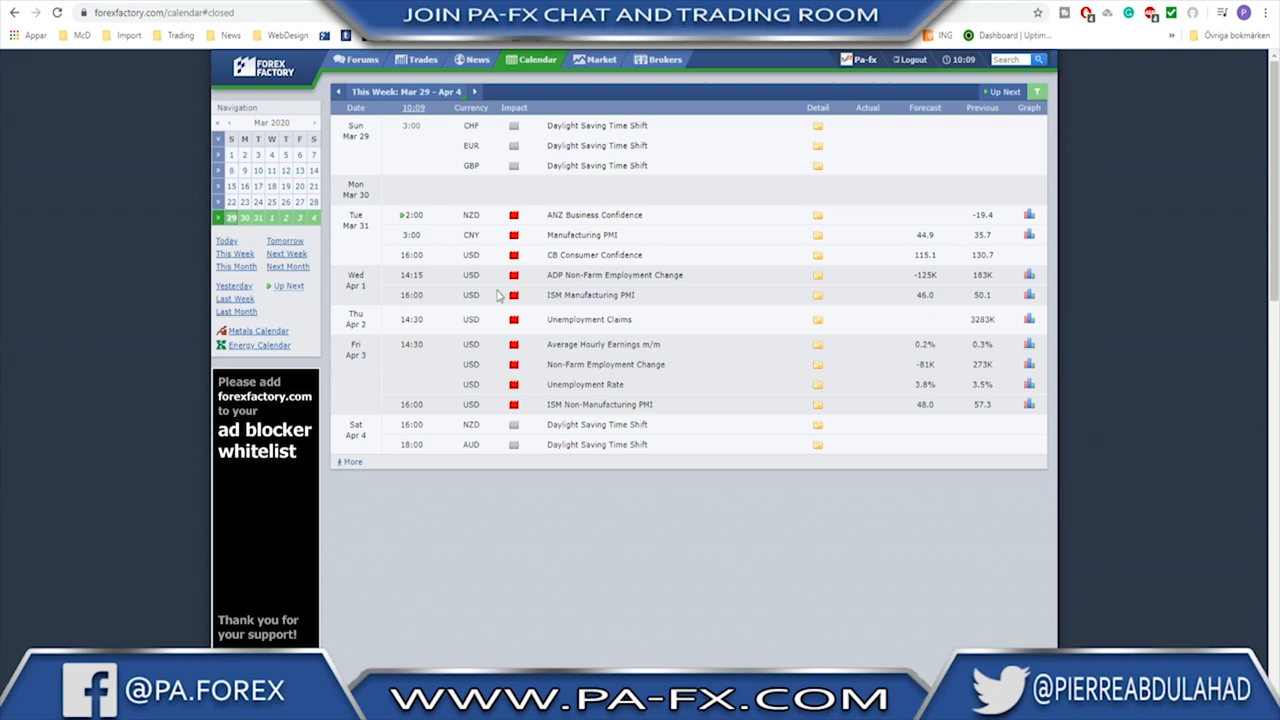 JOIN PA-FX CHAT AND TRADING ROOM
forexfactory.com/calendar#closed
Appar McD Import Trading News WebDesign ING Dashboard | Uptim... » Övriga bokmärken
FOREX FACTORY
Forums Trades News Calendar Market Brokers Pa-fx Logout 10:09 Search
Navigation
« ‹ Mar 2020 ›
S M T W T F S
1 2 3 4 5 6 7
8 9 10 11 12 13 14
15 16 17 18 19 20 21
22 23 24 25 26 27 28
29 30 31 1 2 3 4
Today Tomorrow
This Week Next Week
This Month Next Month
Yesterday Up Next
Last Week
Last Month
Metals Calendar
Energy Calendar
Please add
forexfactory.com
to your
ad blocker
whitelist
Thank you for
your support!
This Week: Mar 29 - Apr 4 Up Next
Date 10:09 Currency Impact Detail Actual Forecast Previous Graph
Sun Mar 29 3:00 CHF Daylight Saving Time Shift
EUR Daylight Saving Time Shift
GBP Daylight Saving Time Shift
Mon Mar 30
Tue Mar 31 2:00 NZD ANZ Business Confidence -19.4
3:00 CNY Manufacturing PMI 44.9 35.7
16:00 USD CB Consumer Confidence 115.1 130.7
Wed Apr 1 14:15 USD ADP Non-Farm Employment Change -125K 183K
16:00 USD ISM Manufacturing PMI 46.0 50.1
Thu Apr 2 14:30 USD Unemployment Claims 3283K
Fri Apr 3 14:30 USD Average Hourly Earnings m/m 0.2% 0.3%
USD Non-Farm Employment Change -81K 273K
USD Unemployment Rate 3.8% 3.5%
16:00 USD ISM Non-Manufacturing PMI 48.0 57.3
Sat Apr 4 16:00 NZD Daylight Saving Time Shift
18:00 AUD Daylight Saving Time Shift
More
@PA.FOREX
WWW.PA-FX.COM
@PIERREABDULAHAD